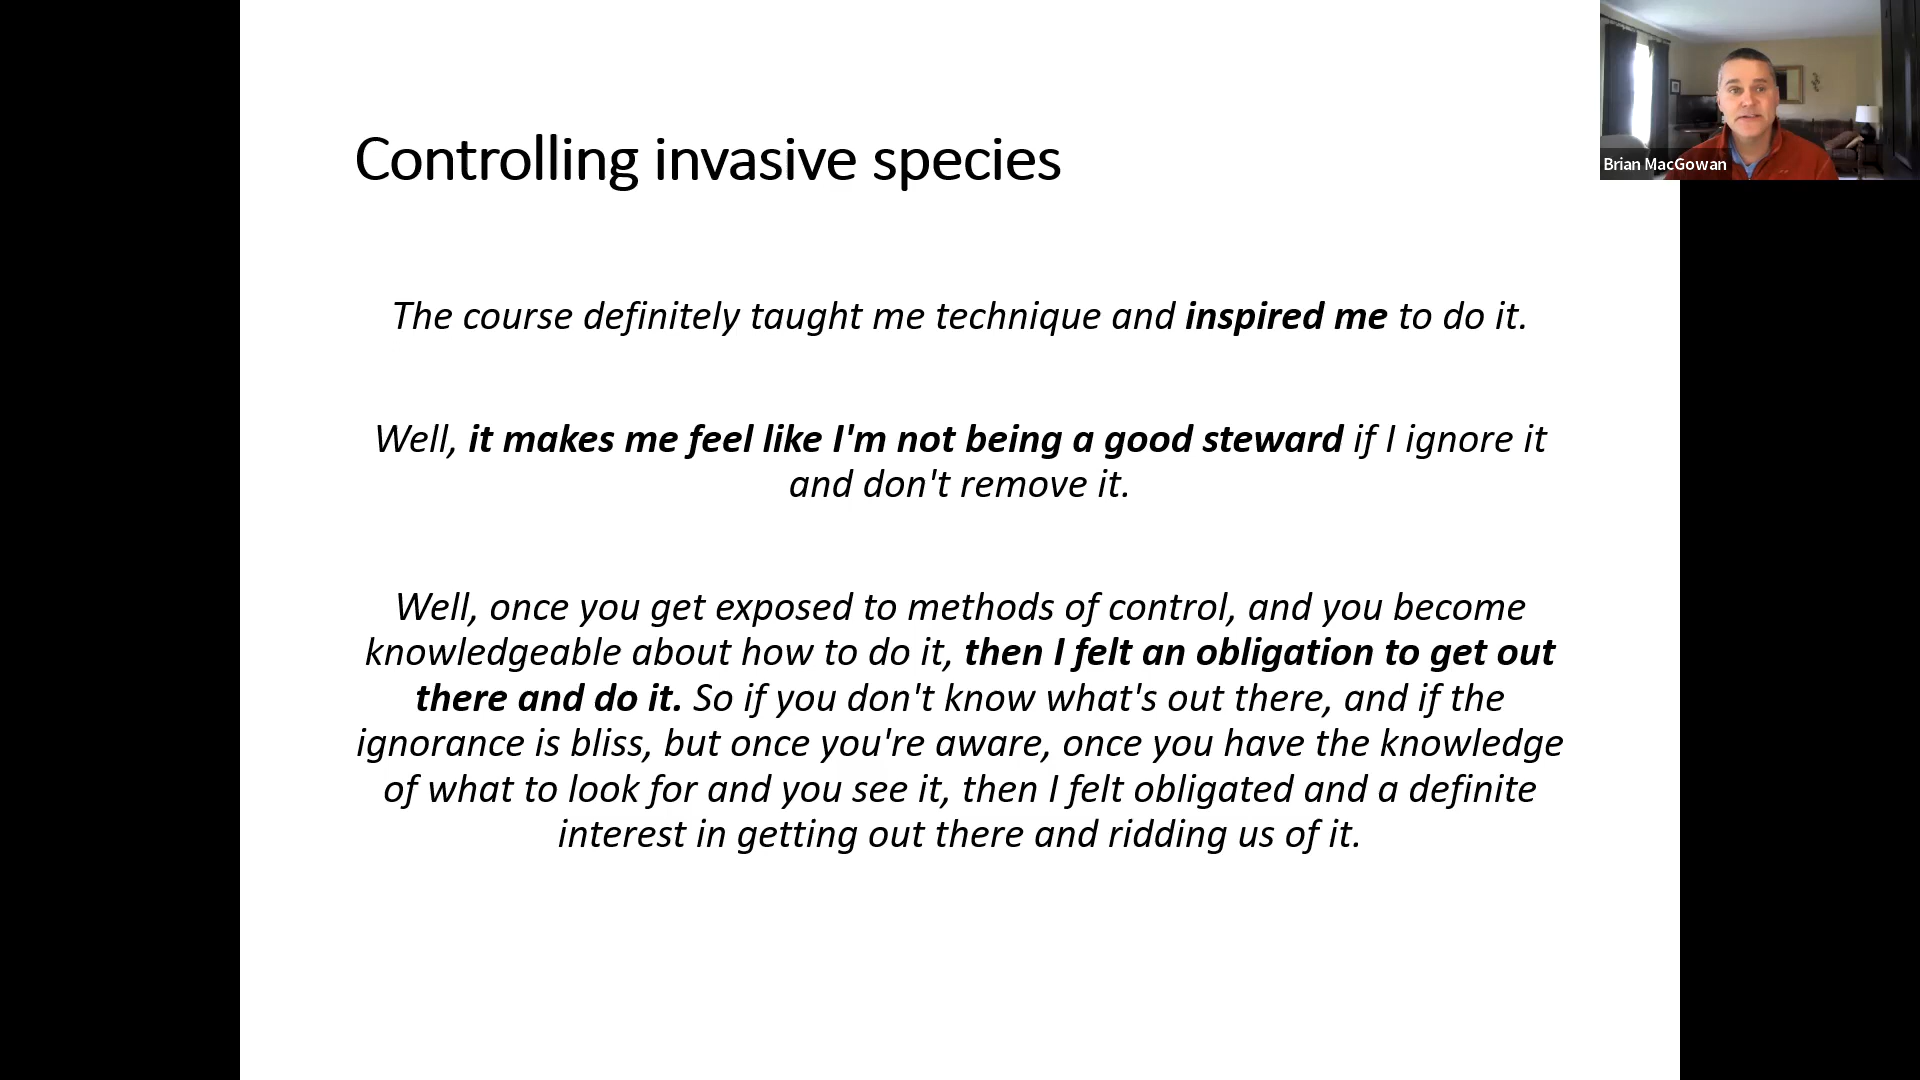 Controlling invasive species
Brian MacGowan
The course definitely taught me technique and inspired me to do it.
Well, it makes me feel like I'm not being a good steward if I ignore it
and don't remove it.
Well, once you get exposed to methods of control, and you become
knowledgeable about how to do it, then I felt an obligation to get out
there and do it. So if you don't know what's out there, and if the
ignorance is bliss, but once you're aware, once you have the knowledge
of what to look for and you see it, then I felt obligated and a definite
interest in getting out there and ridding us of it.